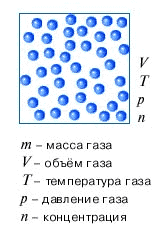 V
T
p
n
m – масса газа
V – объём газа
T – температура газа
p – давление газа
n – концентрация